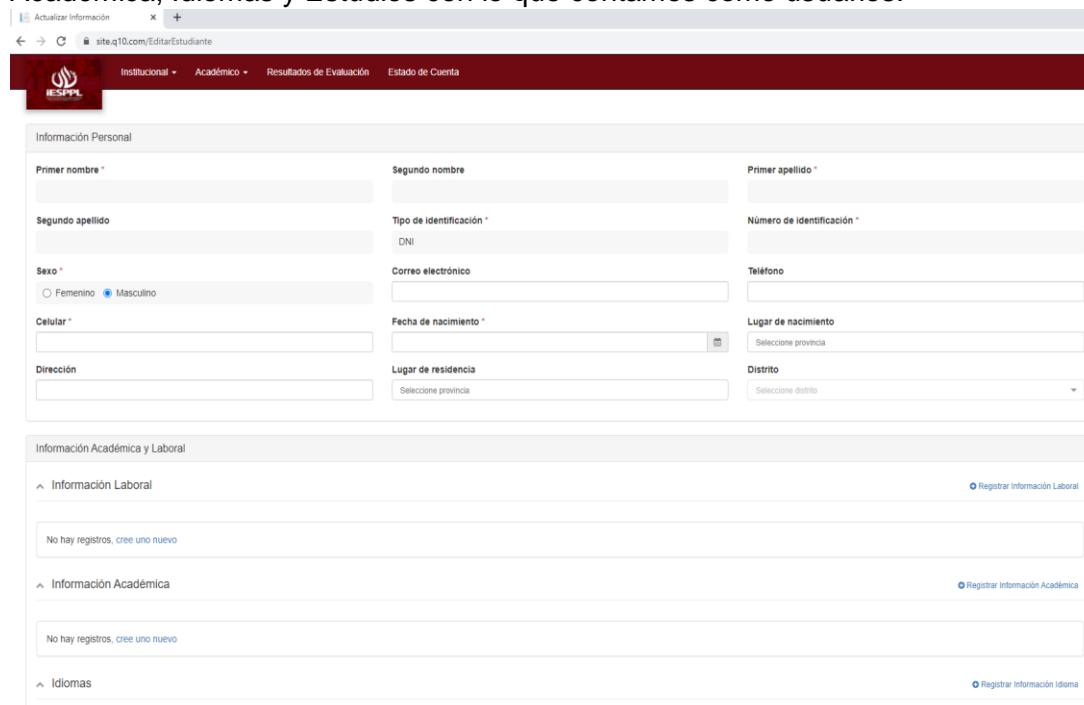 Académica, Idiomas y Estudios con lo que contamos como usuarios.
Actualizar Información
site.q10.com/EditarEstudiante
IESPPL
Institucional Académico Resultados de Evaluación Estado de Cuenta
Información Personal
Primer nombre * Segundo nombre Primer apellido *
Segundo apellido Tipo de identificación * Número de identificación *
DNI
Sexo * Correo electrónico Teléfono
Femenino Masculino
Celular * Fecha de nacimiento * Lugar de nacimiento
Seleccione provincia
Dirección Lugar de residencia Distrito
Seleccione provincia Seleccione distrito
Información Académica y Laboral
Información Laboral Registrar Información Laboral
No hay registros, cree uno nuevo
Información Académica Registrar Información Académica
No hay registros, cree uno nuevo
Idiomas Registrar Información Idioma